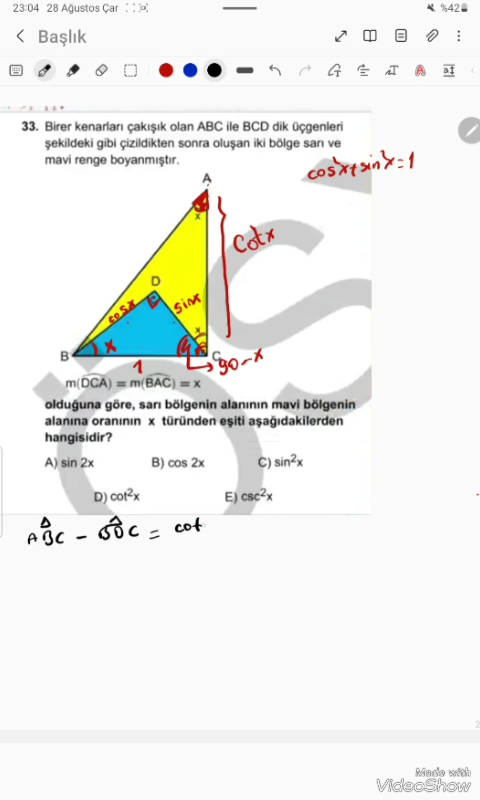 23:04 28 Ağustos Çar
%42
Başlık
33. Birer kenarları çakışık olan ABC ile BCD dik üçgenleri
şekildeki gibi çizildikten sonra oluşan iki bölge sarı ve
mavi renge boyanmıştır.
cos²x+sin²x=1
A
x
Cotx
D
cosx
sinx
x
B
x
C
1
90-x
m(DCA) = m(BAC) = x
olduğuna göre, sarı bölgenin alanının mavi bölgenin
alanına oranının x türünden eşiti aşağıdakilerden
hangisidir?
A) sin 2x B) cos 2x C) sin²x
D) cot²x E) csc²x
ABC - BDC = cot
Made with
VideoShow